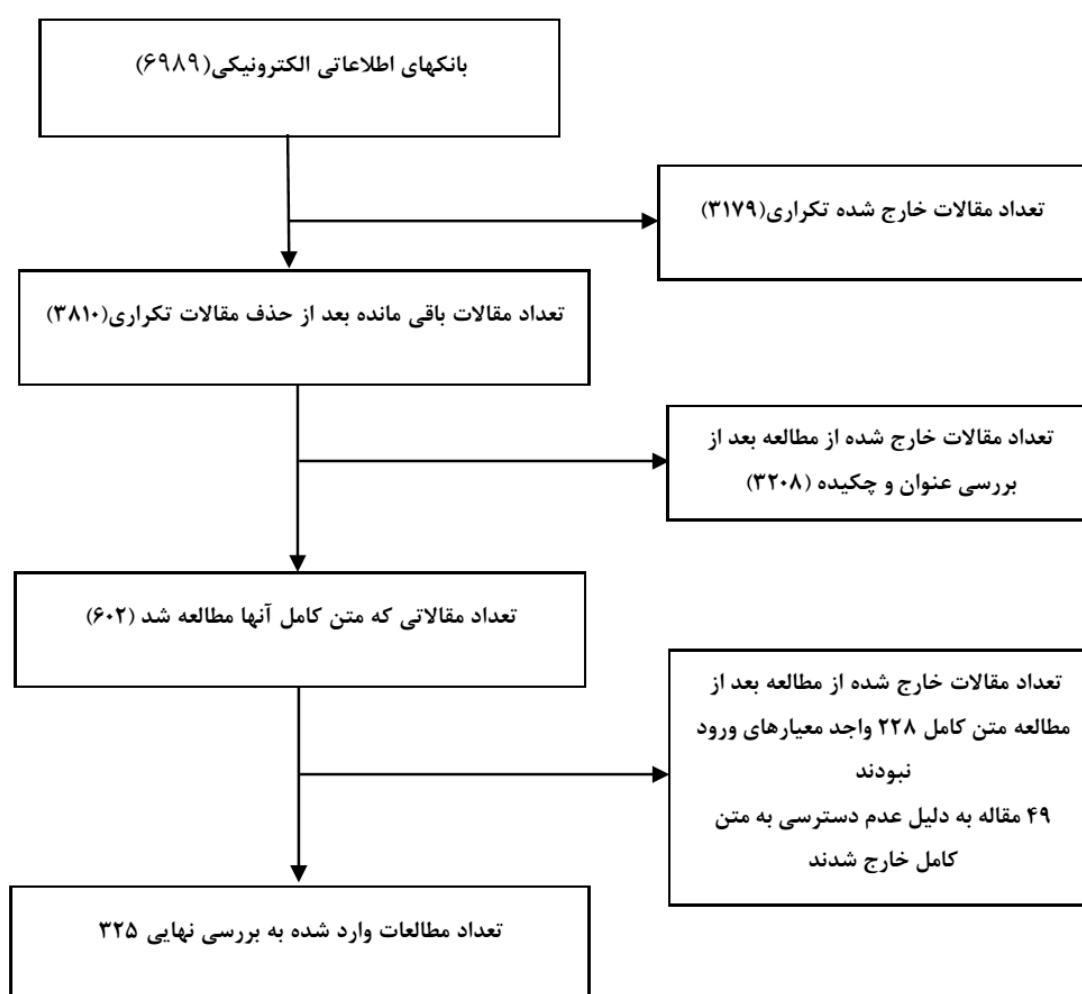 بانکهای اطلاعاتی الکترونیکی(۶۹۸۹)
تعداد مقالات خارج شده تکراری(۳۱۷۹)
تعداد مقالات باقی مانده بعد از حذف مقالات تکراری(۳۸۱۰)
تعداد مقالات خارج شده از مطالعه بعد از
بررسی عنوان و چکیده (۳۲۰۸)
تعداد مقالاتی که متن کامل آنها مطالعه شد (۶۰۲)
تعداد مقالات خارج شده از مطالعه بعد از
مطالعه متن کامل ۲۲۸ واجد معیارهای ورود
نبودند
۴۹ مقاله به دلیل عدم دسترسی به متن
کامل خارج شدند
تعداد مطالعات وارد شده به بررسی نهایی ۳۲۵